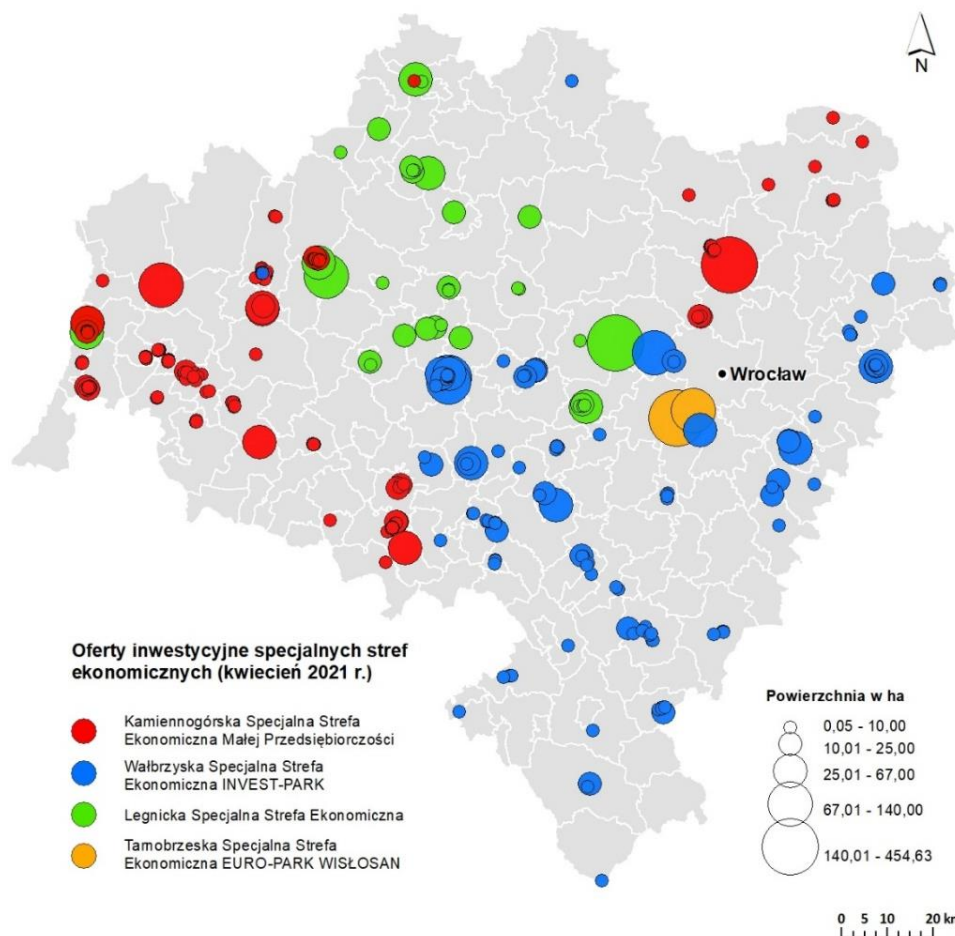 N
Wrocław
Oferty inwestycyjne specjalnych stref
ekonomicznych (kwiecień 2021 r.)
Kamiennogórska Specjalna Strefa
Ekonomiczna Małej Przedsiębiorczości
Wałbrzyska Specjalna Strefa
Ekonomiczna INVEST-PARK
Legnicka Specjalna Strefa Ekonomiczna
Tarnobrzeska Specjalna Strefa
Ekonomiczna EURO-PARK WISŁOSAN
Powierzchnia w ha
0,05 - 10,00
10,01 - 25,00
25,01 - 67,00
67,01 - 140,00
140,01 - 454,63
0 5 10 20 km